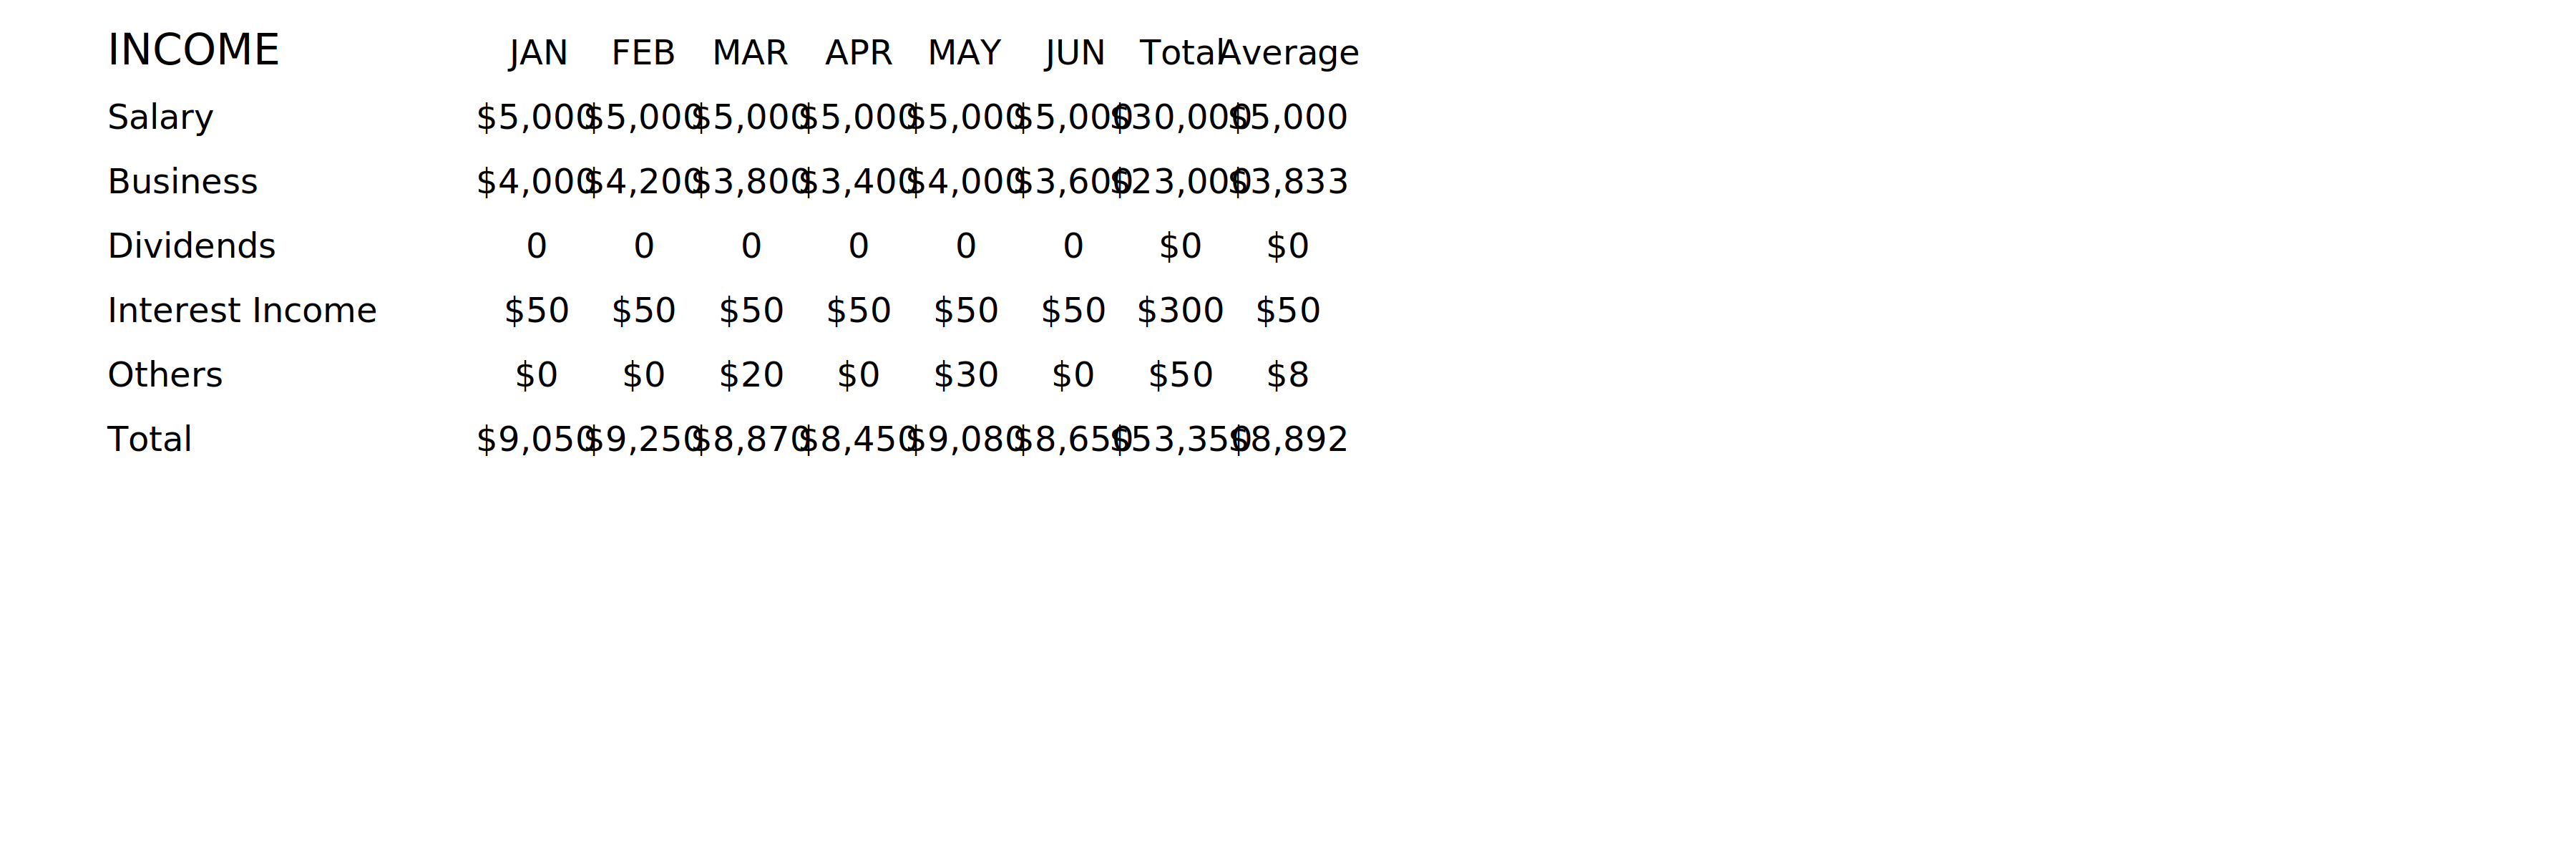 INCOME JAN FEB MAR APR MAY JUN Total Average
Salary $5,000 $5,000 $5,000 $5,000 $5,000 $5,000 $30,000 $5,000
Business $4,000 $4,200 $3,800 $3,400 $4,000 $3,600 $23,000 $3,833
Dividends 0 0 0 0 0 0 $0 $0
Interest Income $50 $50 $50 $50 $50 $50 $300 $50
Others $0 $0 $20 $0 $30 $0 $50 $8
Total $9,050 $9,250 $8,870 $8,450 $9,080 $8,650 $53,350 $8,892